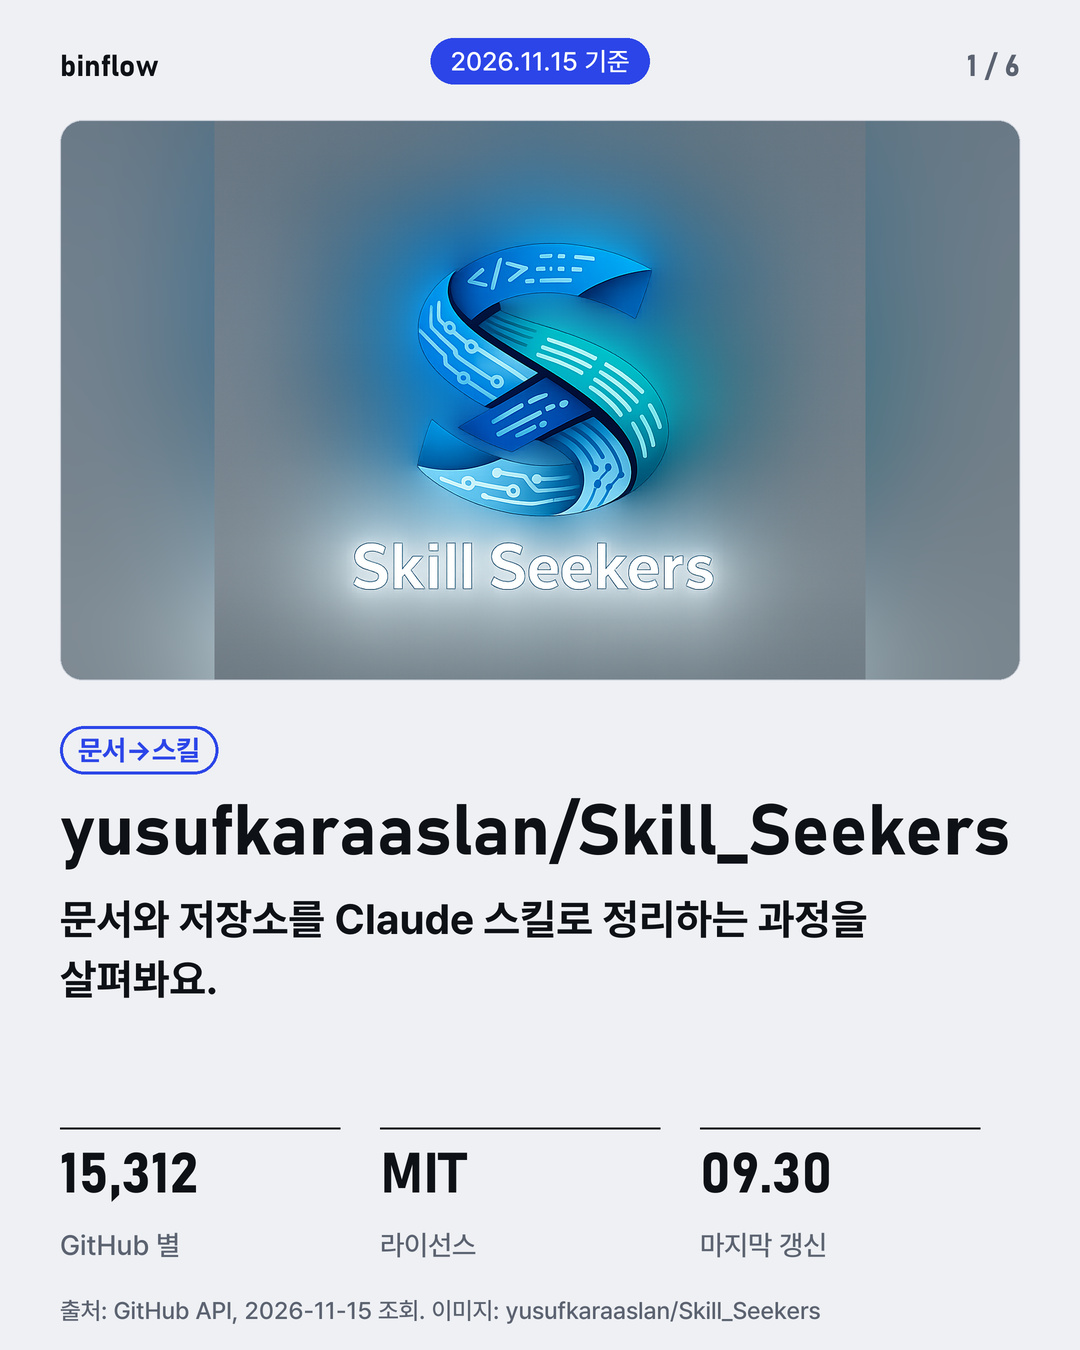 binflow
2026.11.15 기준
1 / 6
</>
Skill Seekers
문서→스킬
yusufkaraaslan/Skill_Seekers
문서와 저장소를 Claude 스킬로 정리하는 과정을
살펴봐요.
15,312
MIT
09.30
GitHub 별
라이선스
마지막 갱신
출처: GitHub API, 2026-11-15 조회. 이미지: yusufkaraaslan/Skill_Seekers